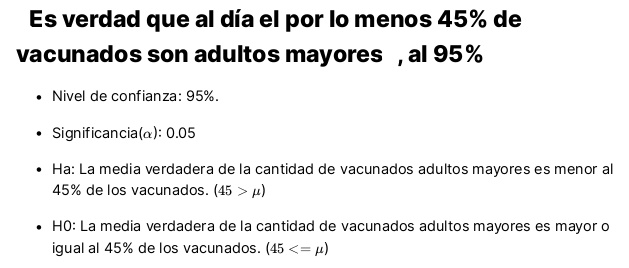 Es verdad que al día el por lo menos 45% de
vacunados son adultos mayores , al 95%
• Nivel de confianza: 95%.
• Significancia(α): 0.05
• Ha: La media verdadera de la cantidad de vacunados adultos mayores es menor al
45% de los vacunados. (45 > μ)
• H0: La media verdadera de la cantidad de vacunados adultos mayores es mayor o
igual al 45% de los vacunados. (45 <= μ)